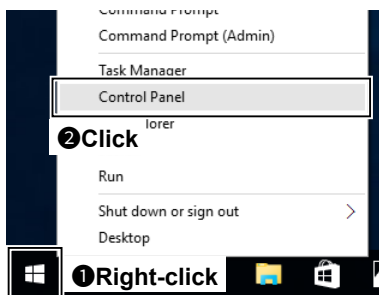 Command Prompt
Command Prompt (Admin)
Task Manager
Control Panel
lorer
❷Click
Run
Shut down or sign out
Desktop
❶Right-click